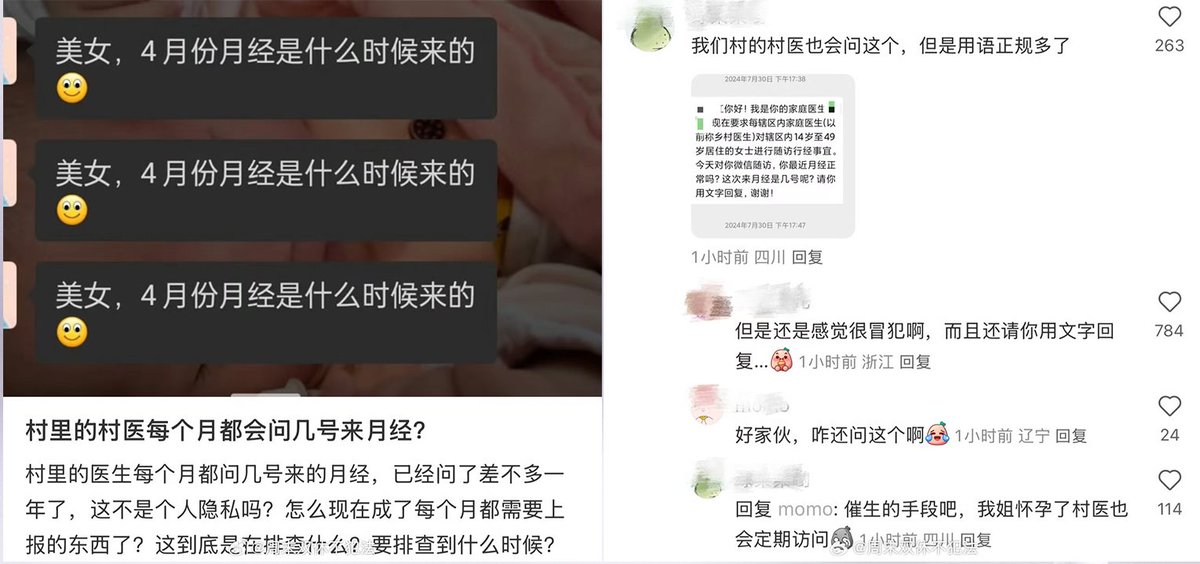 美女，4月份月经是什么时候来的
美女，4月份月经是什么时候来的
美女，4月份月经是什么时候来的
村里的村医每个月都会问几号来月经？
村里的医生每个月都问几号来的月经，已经问了差不多一
年了，这不是个人隐私吗？怎么现在成了每个月都需要上
报的东西了？这到底是在排查什么？要排查到什么时候？
我们村的村医也会问这个，但是用语正规多了
263
2024年7月30日 下午17:38
你好！我是你的家庭医生
现在要求每辖区内家庭医生(以
前称乡村医生)对辖区内14岁至49
岁居住的女士进行随访行经事宜。
今天对你微信随访，你最近月经正
常吗？这次来月经是几号呢？请你
用文字回复，谢谢！
2024年7月30日 下午17:47
1小时前 四川 回复
但是还是感觉很冒犯啊，而且还请你用文字回
复... 1小时前 浙江 回复
784
momo
好家伙，咋还问这个啊 1小时前 辽宁 回复
24
回复 momo: 催生的手段吧，我姐怀孕了村医也
会定期访问 1小时前 四川 回复
114